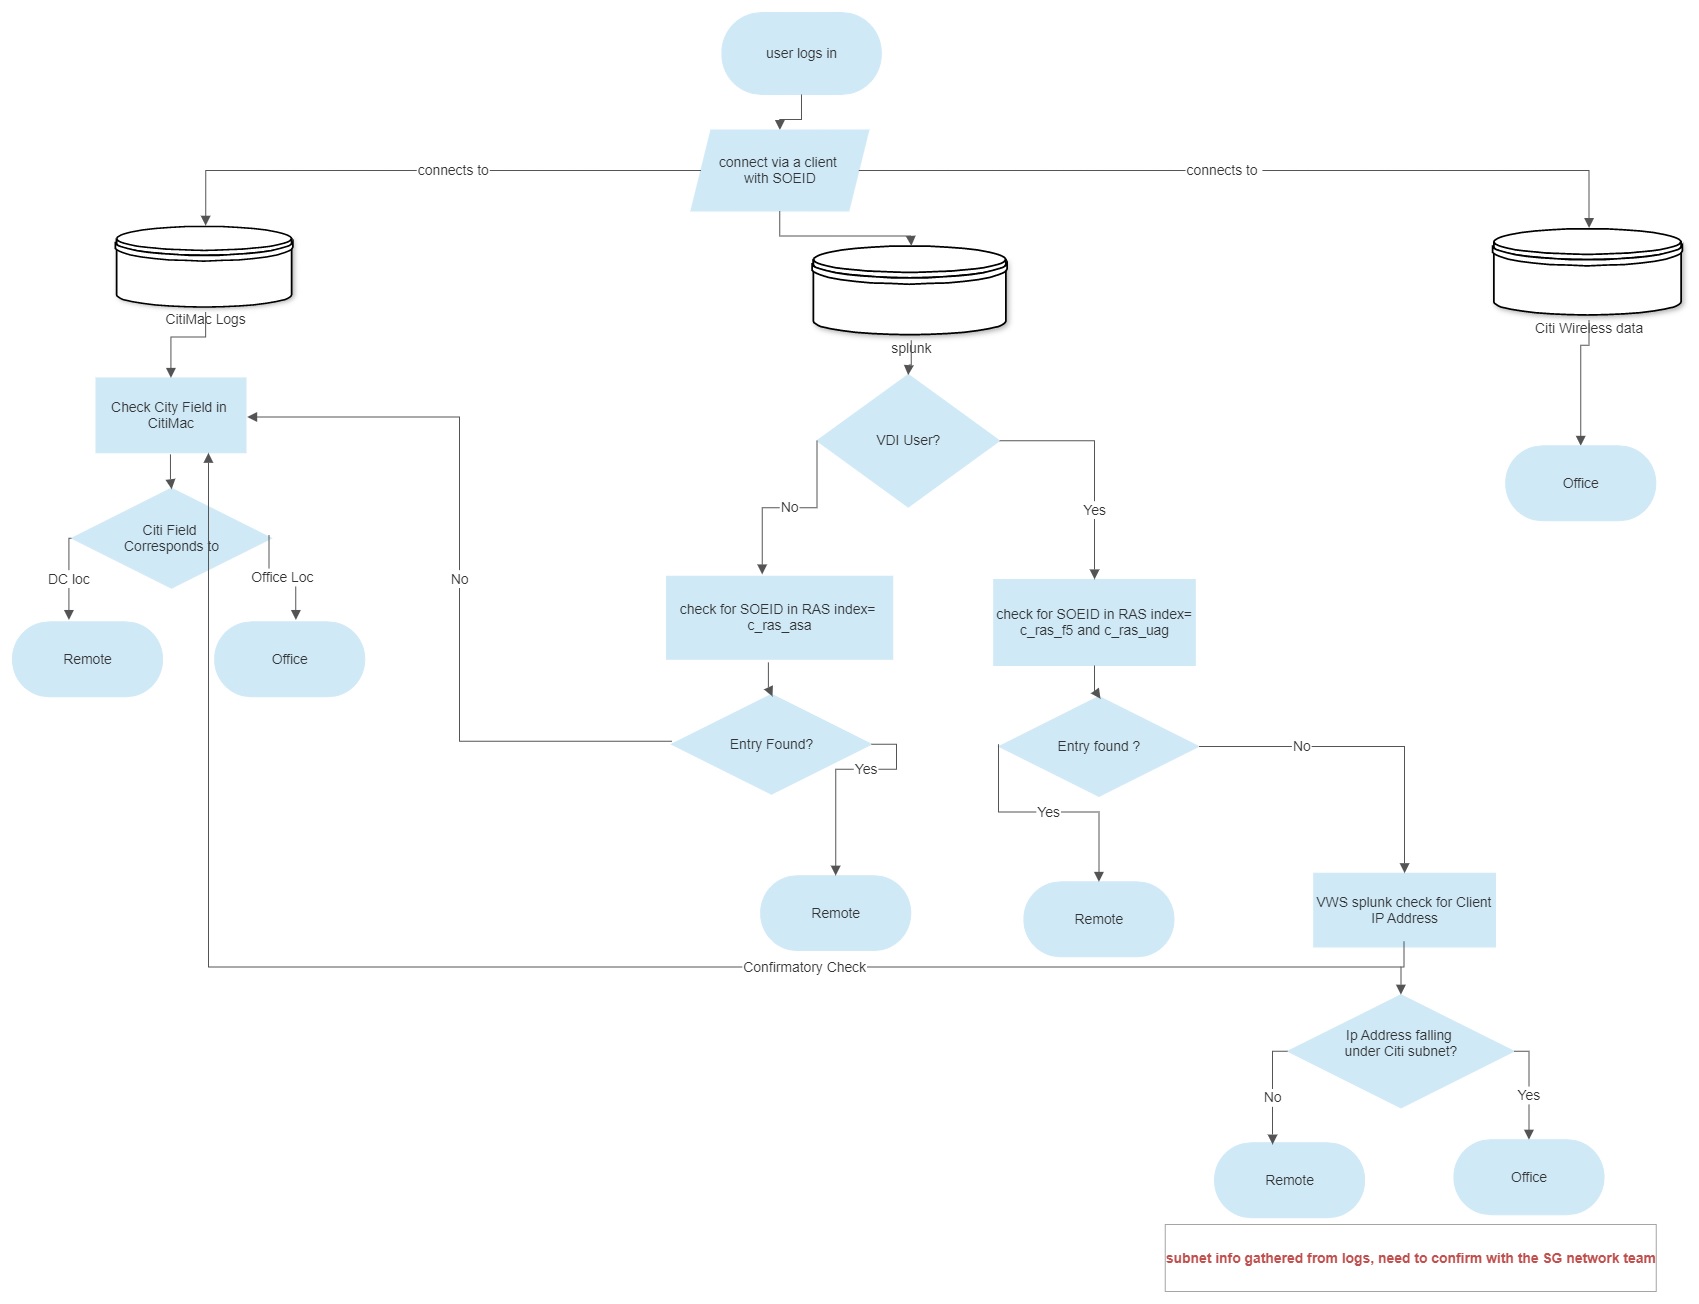 user logs in
connect via a client
with SOEID
connects to
connects to
CitiMac Logs
splunk
Citi Wireless data
Check City Field in
CitiMac
VDI User?
Office
No
Yes
Citi Field
Corresponds to
DC loc
Office Loc
No
check for SOEID in RAS index=
c_ras_asa
check for SOEID in RAS index=
c_ras_f5 and c_ras_uag
Remote
Office
Entry Found?
Yes
Entry found ?
No
Yes
Remote
Remote
VWS splunk check for Client
IP Address
Confirmatory Check
Ip Address falling
under Citi subnet?
No
Yes
Remote
Office
subnet info gathered from logs, need to confirm with the SG network team